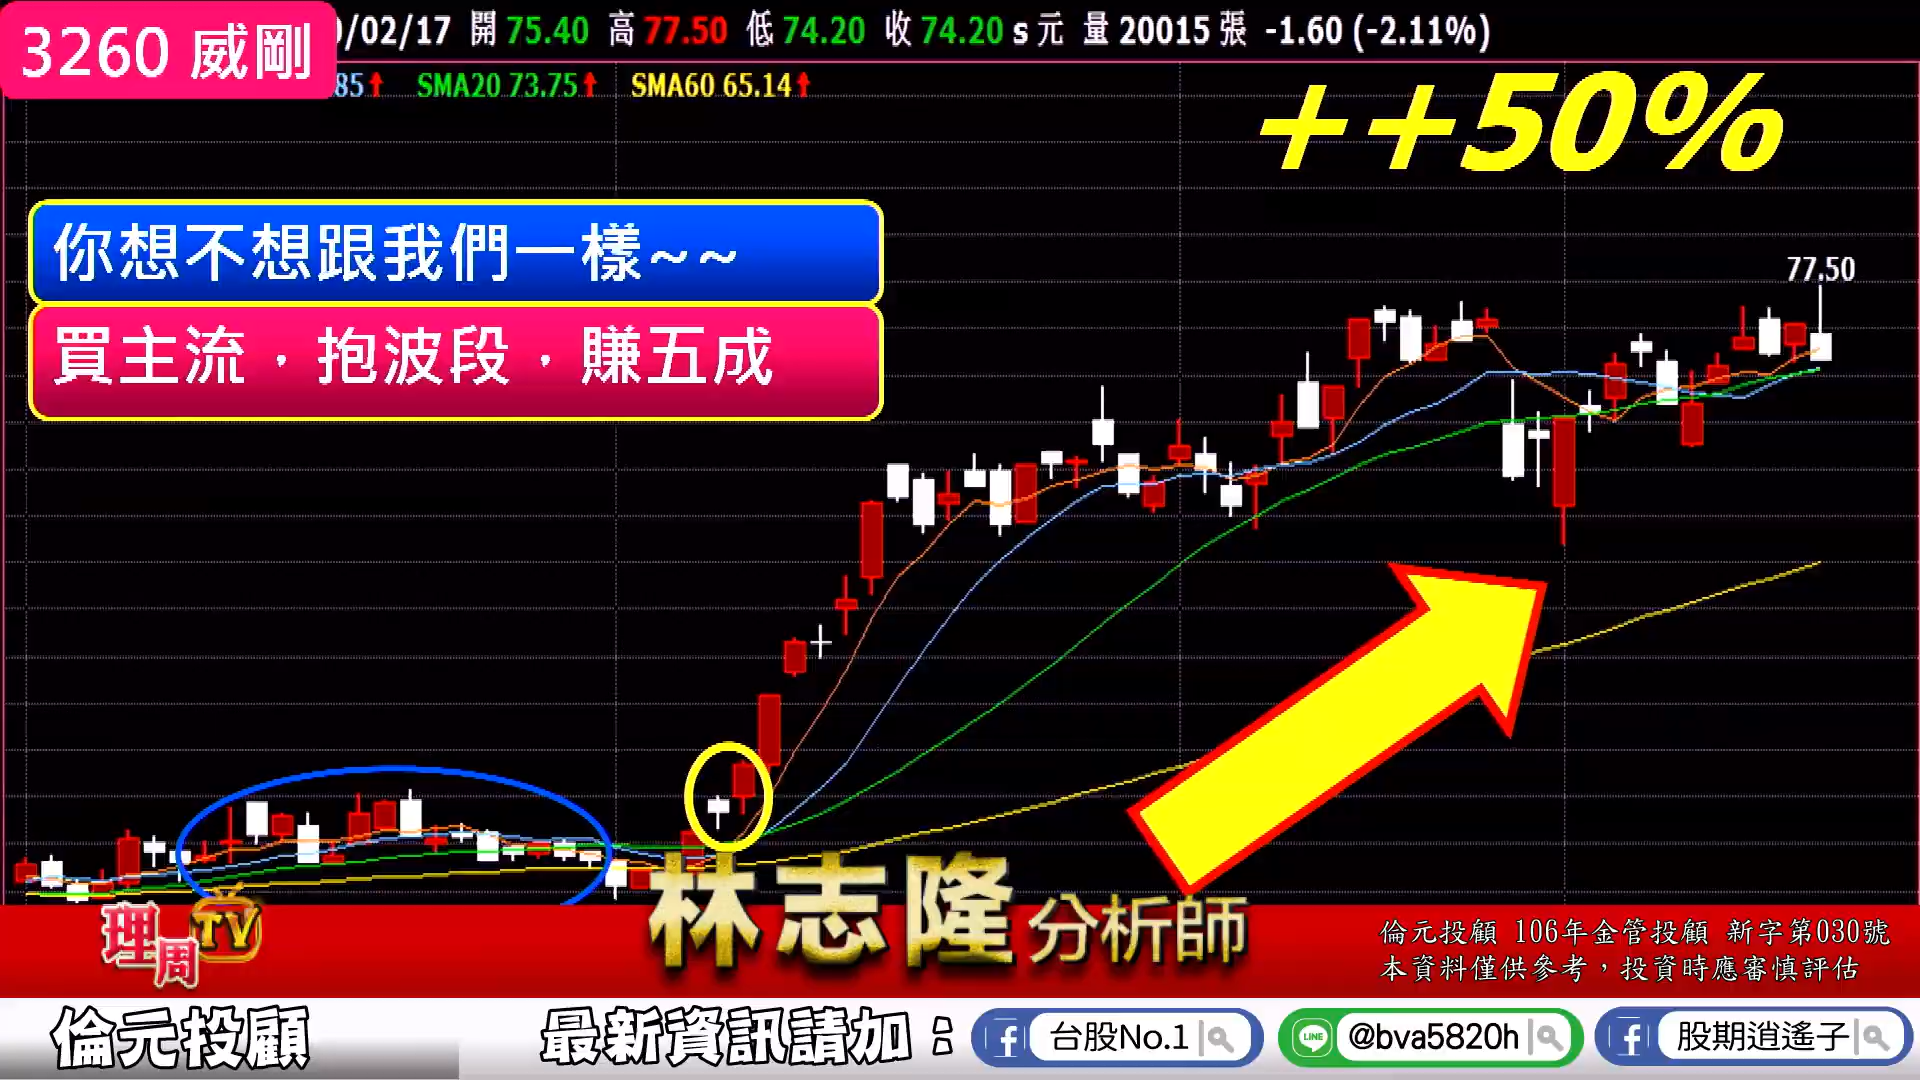 3260 威剛
0/02/17 開 75.40 高 77.50 低 74.20 收 74.20 s 元 量 20015 張 -1.60 (-2.11%)
85↑ SMA20 73.75↑ SMA60 65.14↑
++50%
你想不想跟我們一樣~~
買主流，抱波段，賺五成
77.50
理周TV
林志隆分析師
倫元投顧 106年金管投顧 新字第030號
本資料僅供參考，投資時應審慎評估
倫元投顧
最新資訊請加：
台股No.1
LINE
@bva5820h
股期逍遙子